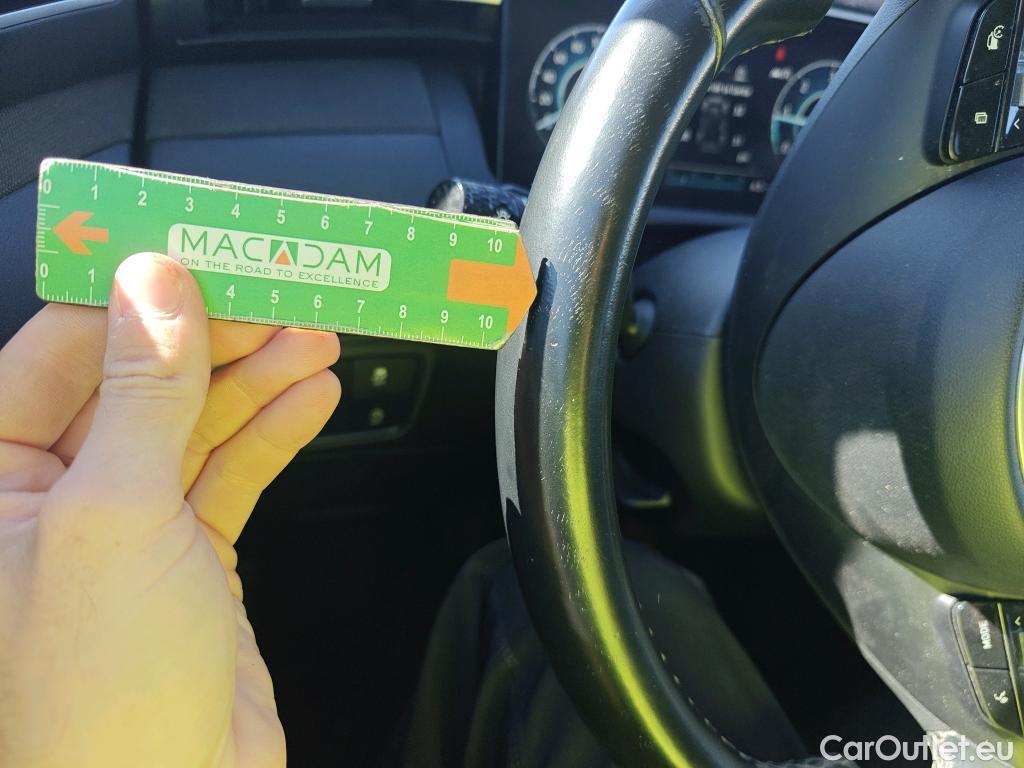 0 1 2 3 4 5 6 7 8 9 10
MACADAM
ON THE ROAD TO EXCELLENCE
0 1 4 5 6 7 8 9 10
MODE
CarOutlet.eu